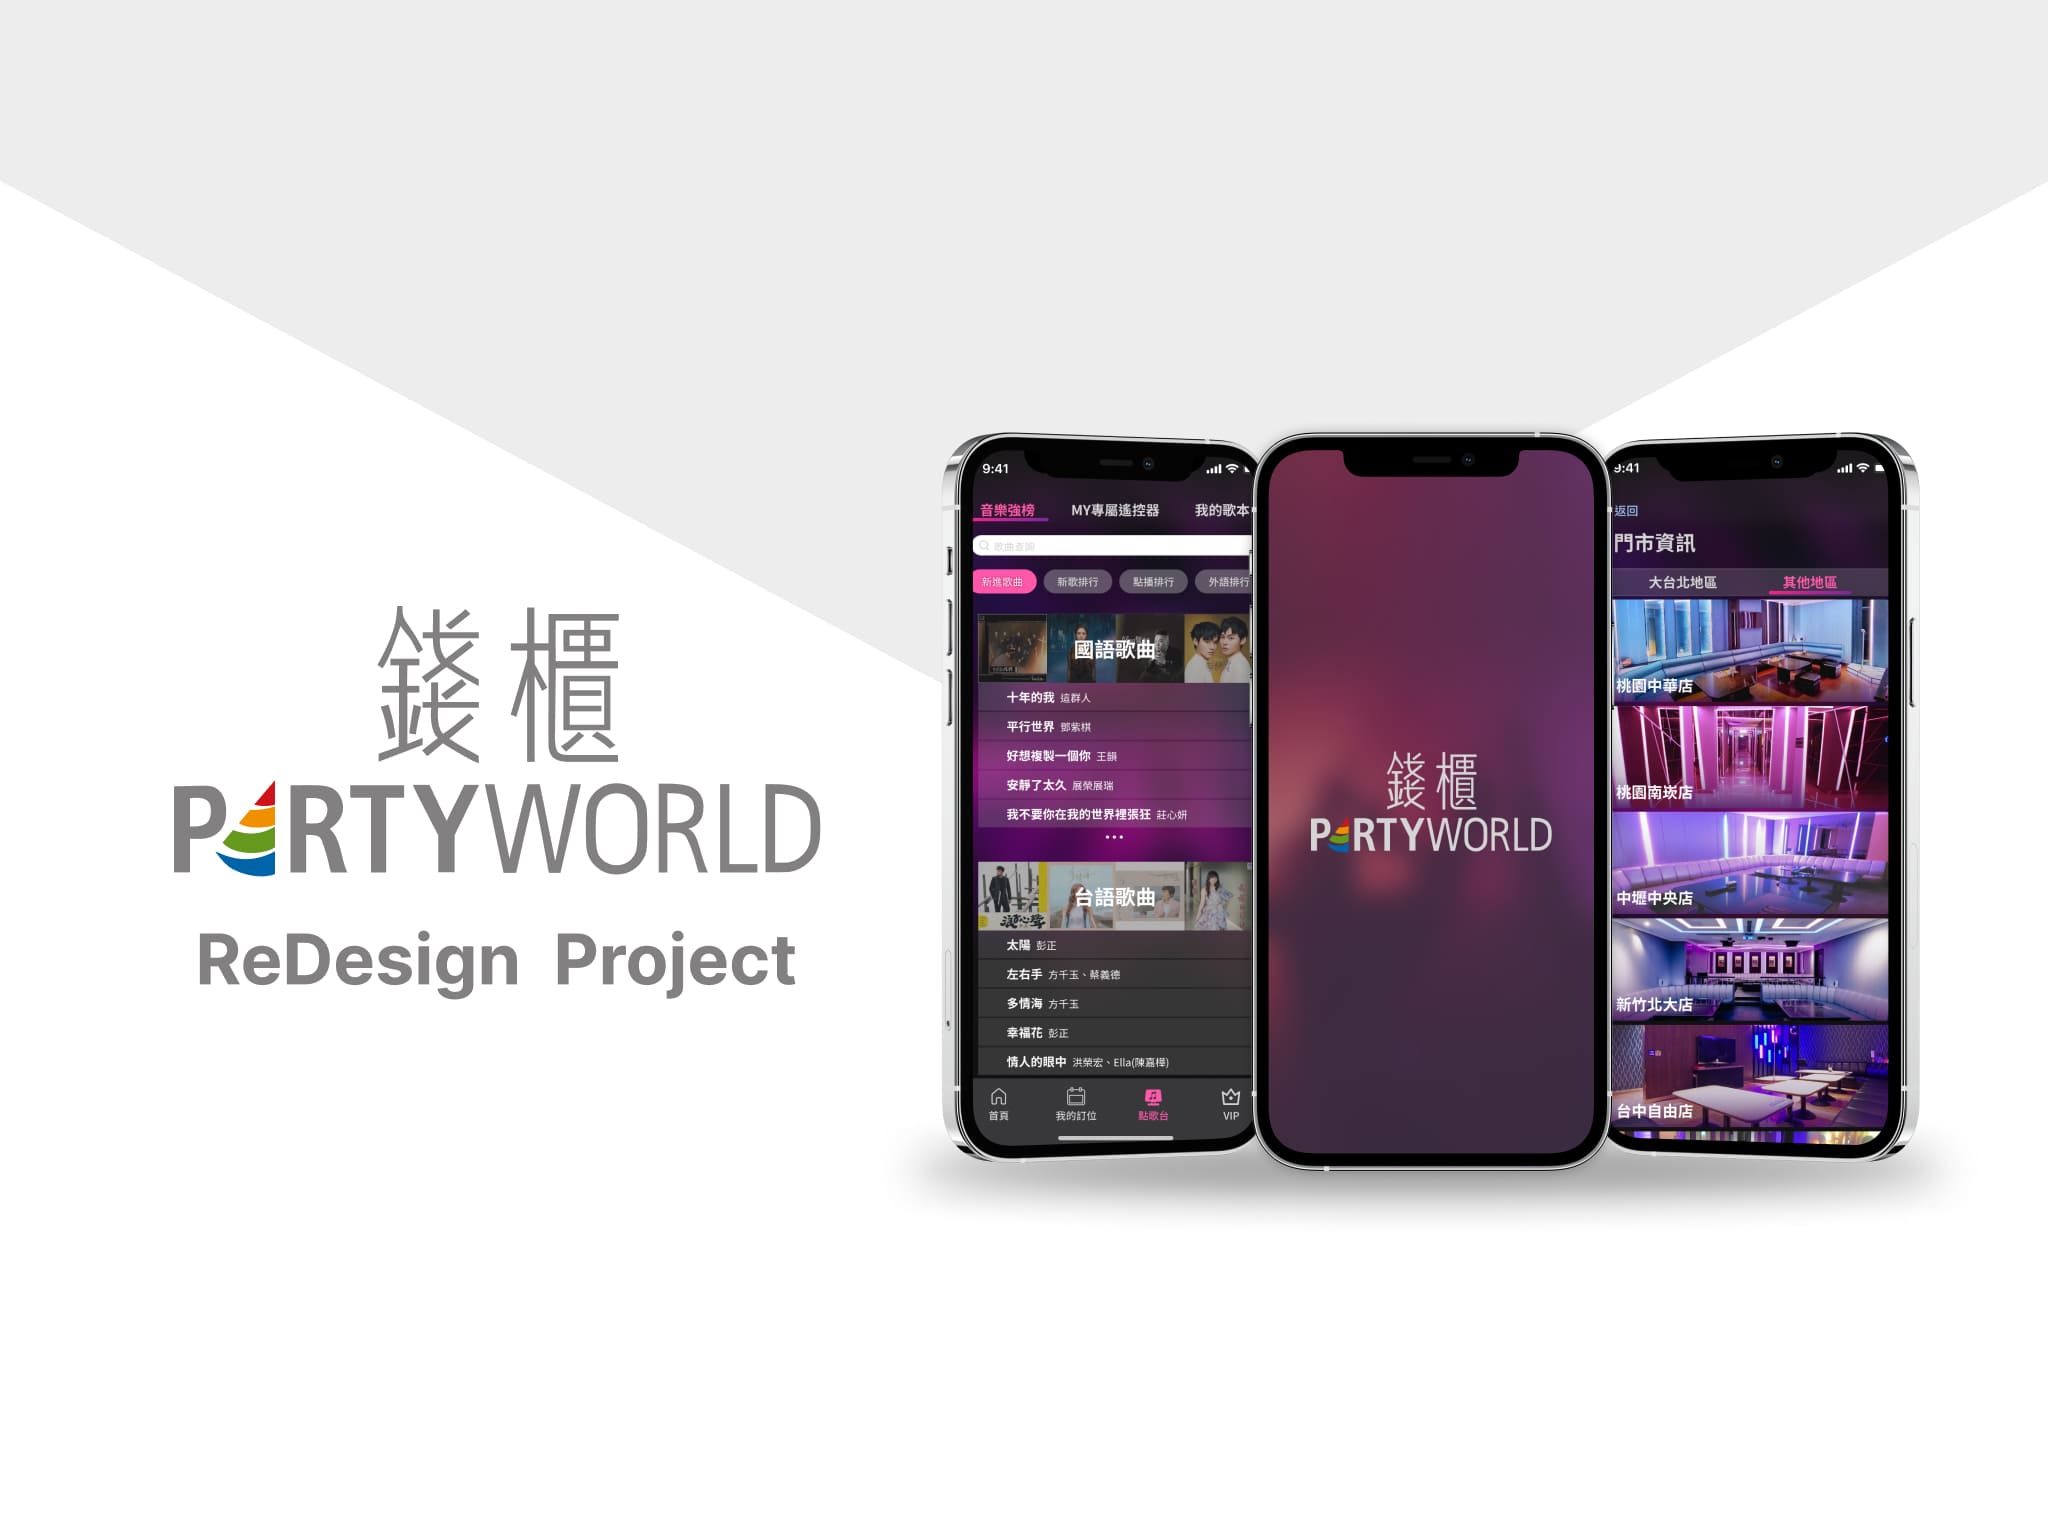 錢櫃
PARTYWORLD
ReDesign Project
9:41
音樂強榜 MY專屬遙控器 我的歌本
歌曲查詢
新進歌曲 新歌排行 點播排行 外語排行
國語歌曲
十年的我 這群人
平行世界 鄧紫棋
好想複製一個你 王韻
安靜了太久 展榮展瑞
我不要你在我的世界裡張狂 莊心妍
台語歌曲
太陽 彭正
左右手 方千玉、蔡義德
多情海 方千玉
幸福花 彭正
情人的眼中 洪榮宏、Ella(陳嘉樺)
首頁 我的訂位 點歌台 VIP
錢櫃
PARTYWORLD
9:41
返回
門市資訊
大台北地區 其他地區
桃園中華店
桃園南崁店
中壢中央店
新竹北大店
台中自由店